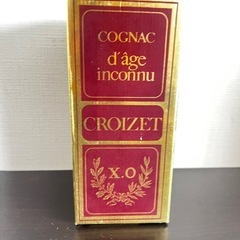 COGNAC
d'âge
inconnu
CROIZET
X.O